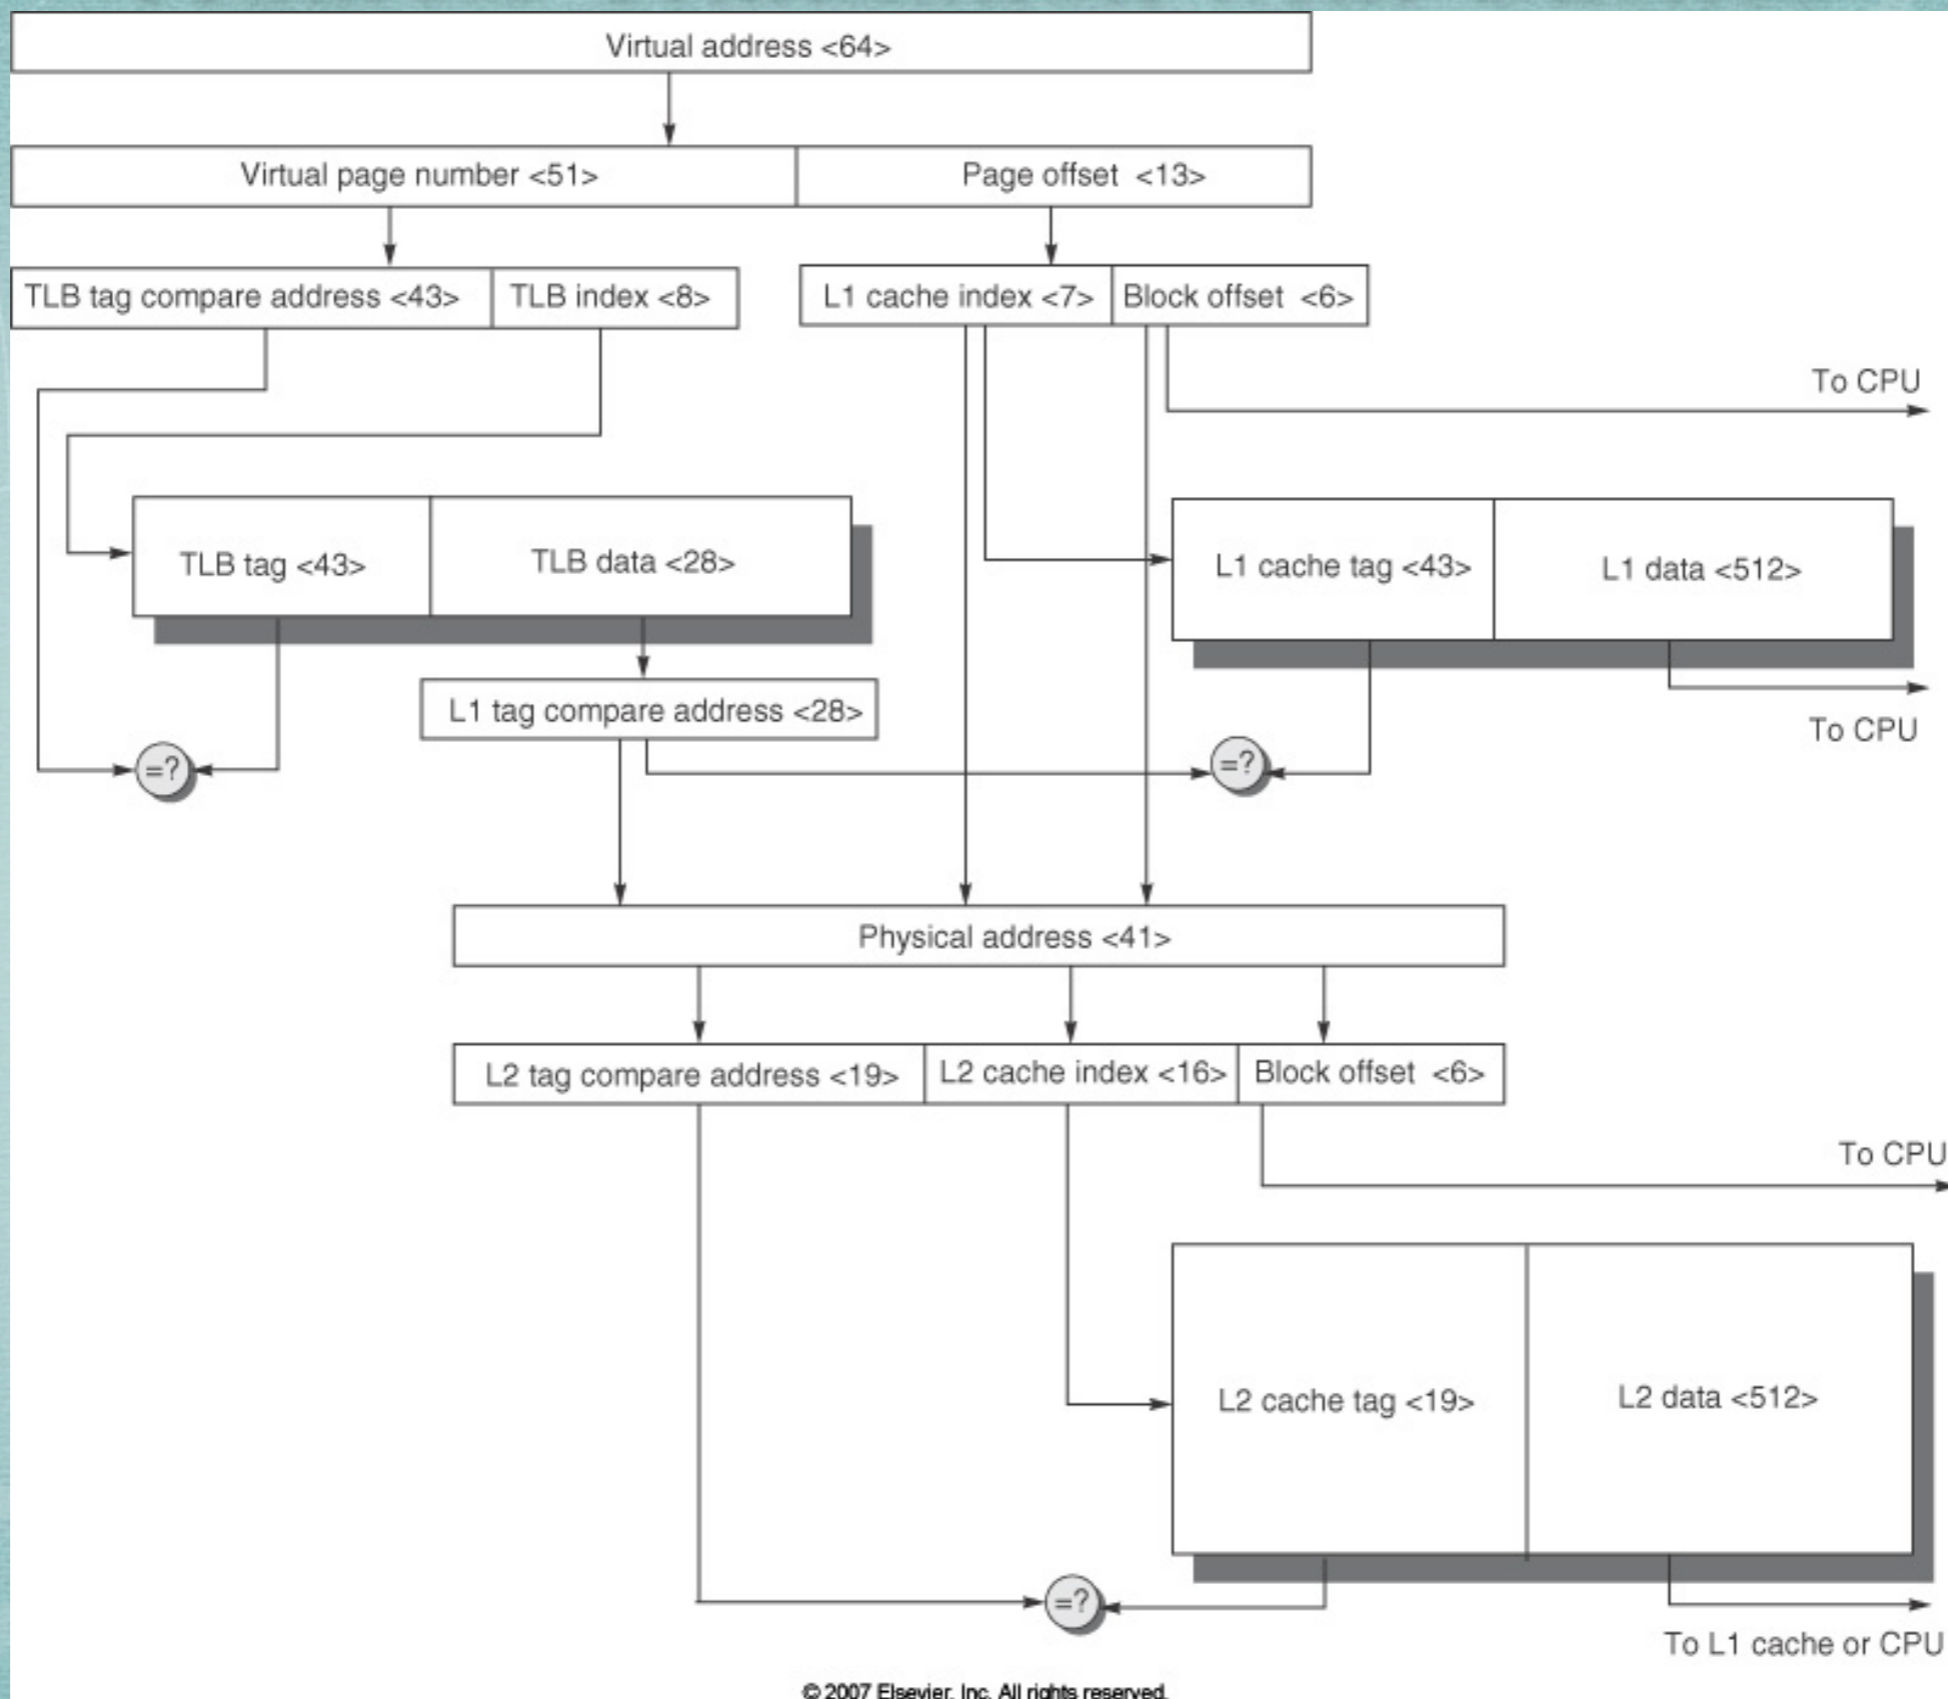 Virtual address <64>
Virtual page number <51>
Page offset <13>
TLB tag compare address <43>
TLB index <8>
L1 cache index <7>
Block offset <6>
To CPU
TLB tag <43>
TLB data <28>
L1 cache tag <43>
L1 data <512>
To CPU
L1 tag compare address <28>
=?
=?
Physical address <41>
L2 tag compare address <19>
L2 cache index <16>
Block offset <6>
To CPU
L2 cache tag <19>
L2 data <512>
=?
To L1 cache or CPU
© 2007 Elsevier, Inc. All rights reserved.